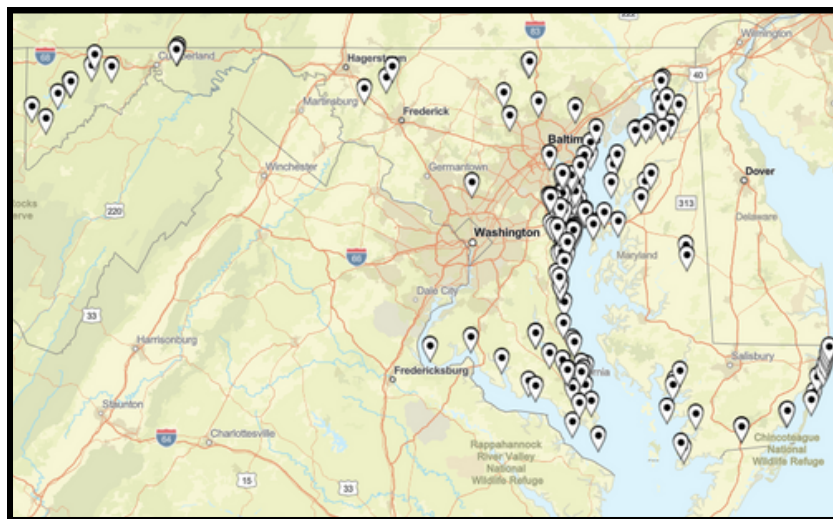 83
Wilmington
68
Cumberland
Hagerstown
40
Martinsburg
Frederick
Germantown
Winchester
Dover
220
313
Delaware
Washington
66
Maryland
Dale City
33
Harrisonburg
Fredericksburg
Salisbury
Staunton
64
Charlottesville
Rappahannock
River Valley
National
Wildlife Refuge
Chincoteague
National
Wildlife Refuge
15
33